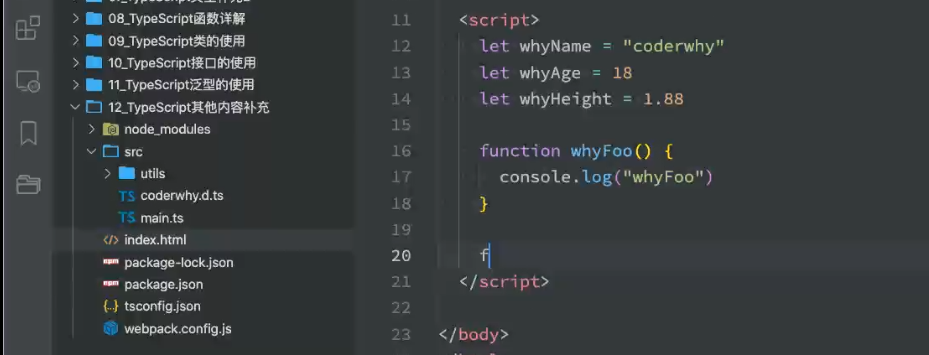 08_TypeScript函数详解
09_TypeScript类的使用
10_TypeScript接口的使用
11_TypeScript泛型的使用
12_TypeScript其他内容补充
node_modules
src
utils
TS coderwhy.d.ts
TS main.ts
index.html
npm package-lock.json
npm package.json
{..} tsconfig.json
webpack.config.js
11 <script>
12 let whyName = "coderwhy"
13 let whyAge = 18
14 let whyHeight = 1.88
15
16 function whyFoo() {
17 console.log("whyFoo")
18 }
19
20 f
21 </script>
22
23 </body>